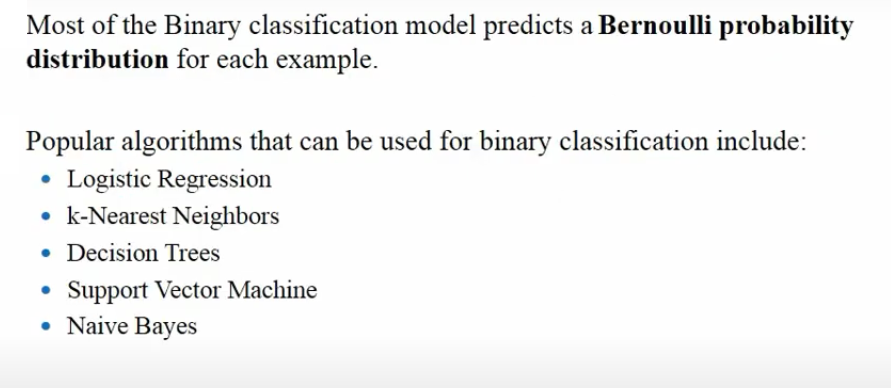 Most of the Binary classification model predicts a Bernoulli probability
distribution for each example.
Popular algorithms that can be used for binary classification include:
• Logistic Regression
• k-Nearest Neighbors
• Decision Trees
• Support Vector Machine
• Naive Bayes